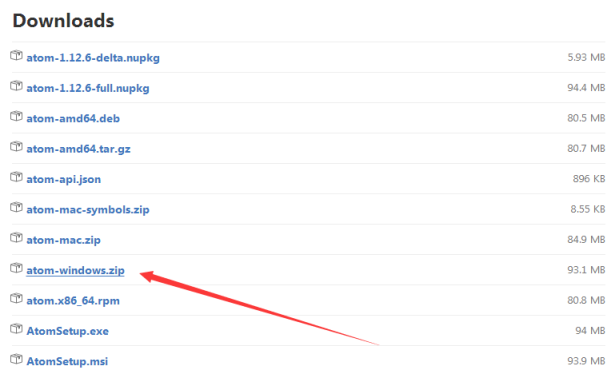 Downloads
atom-1.12.6-delta.nupkg 5.93 MB
atom-1.12.6-full.nupkg 94.4 MB
atom-amd64.deb 80.5 MB
atom-amd64.tar.gz 80.7 MB
atom-api.json 896 KB
atom-mac-symbols.zip 8.55 KB
atom-mac.zip 84.9 MB
atom-windows.zip 93.1 MB
atom.x86_64.rpm 80.8 MB
AtomSetup.exe 94 MB
AtomSetup.msi 93.9 MB